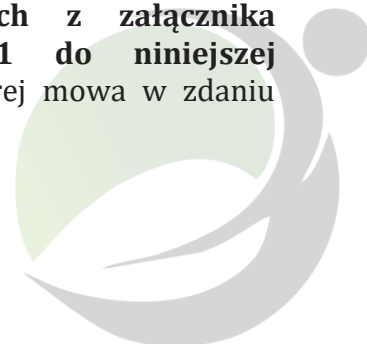 ch z załącznika
1 do niniejszej
rej mowa w zdaniu